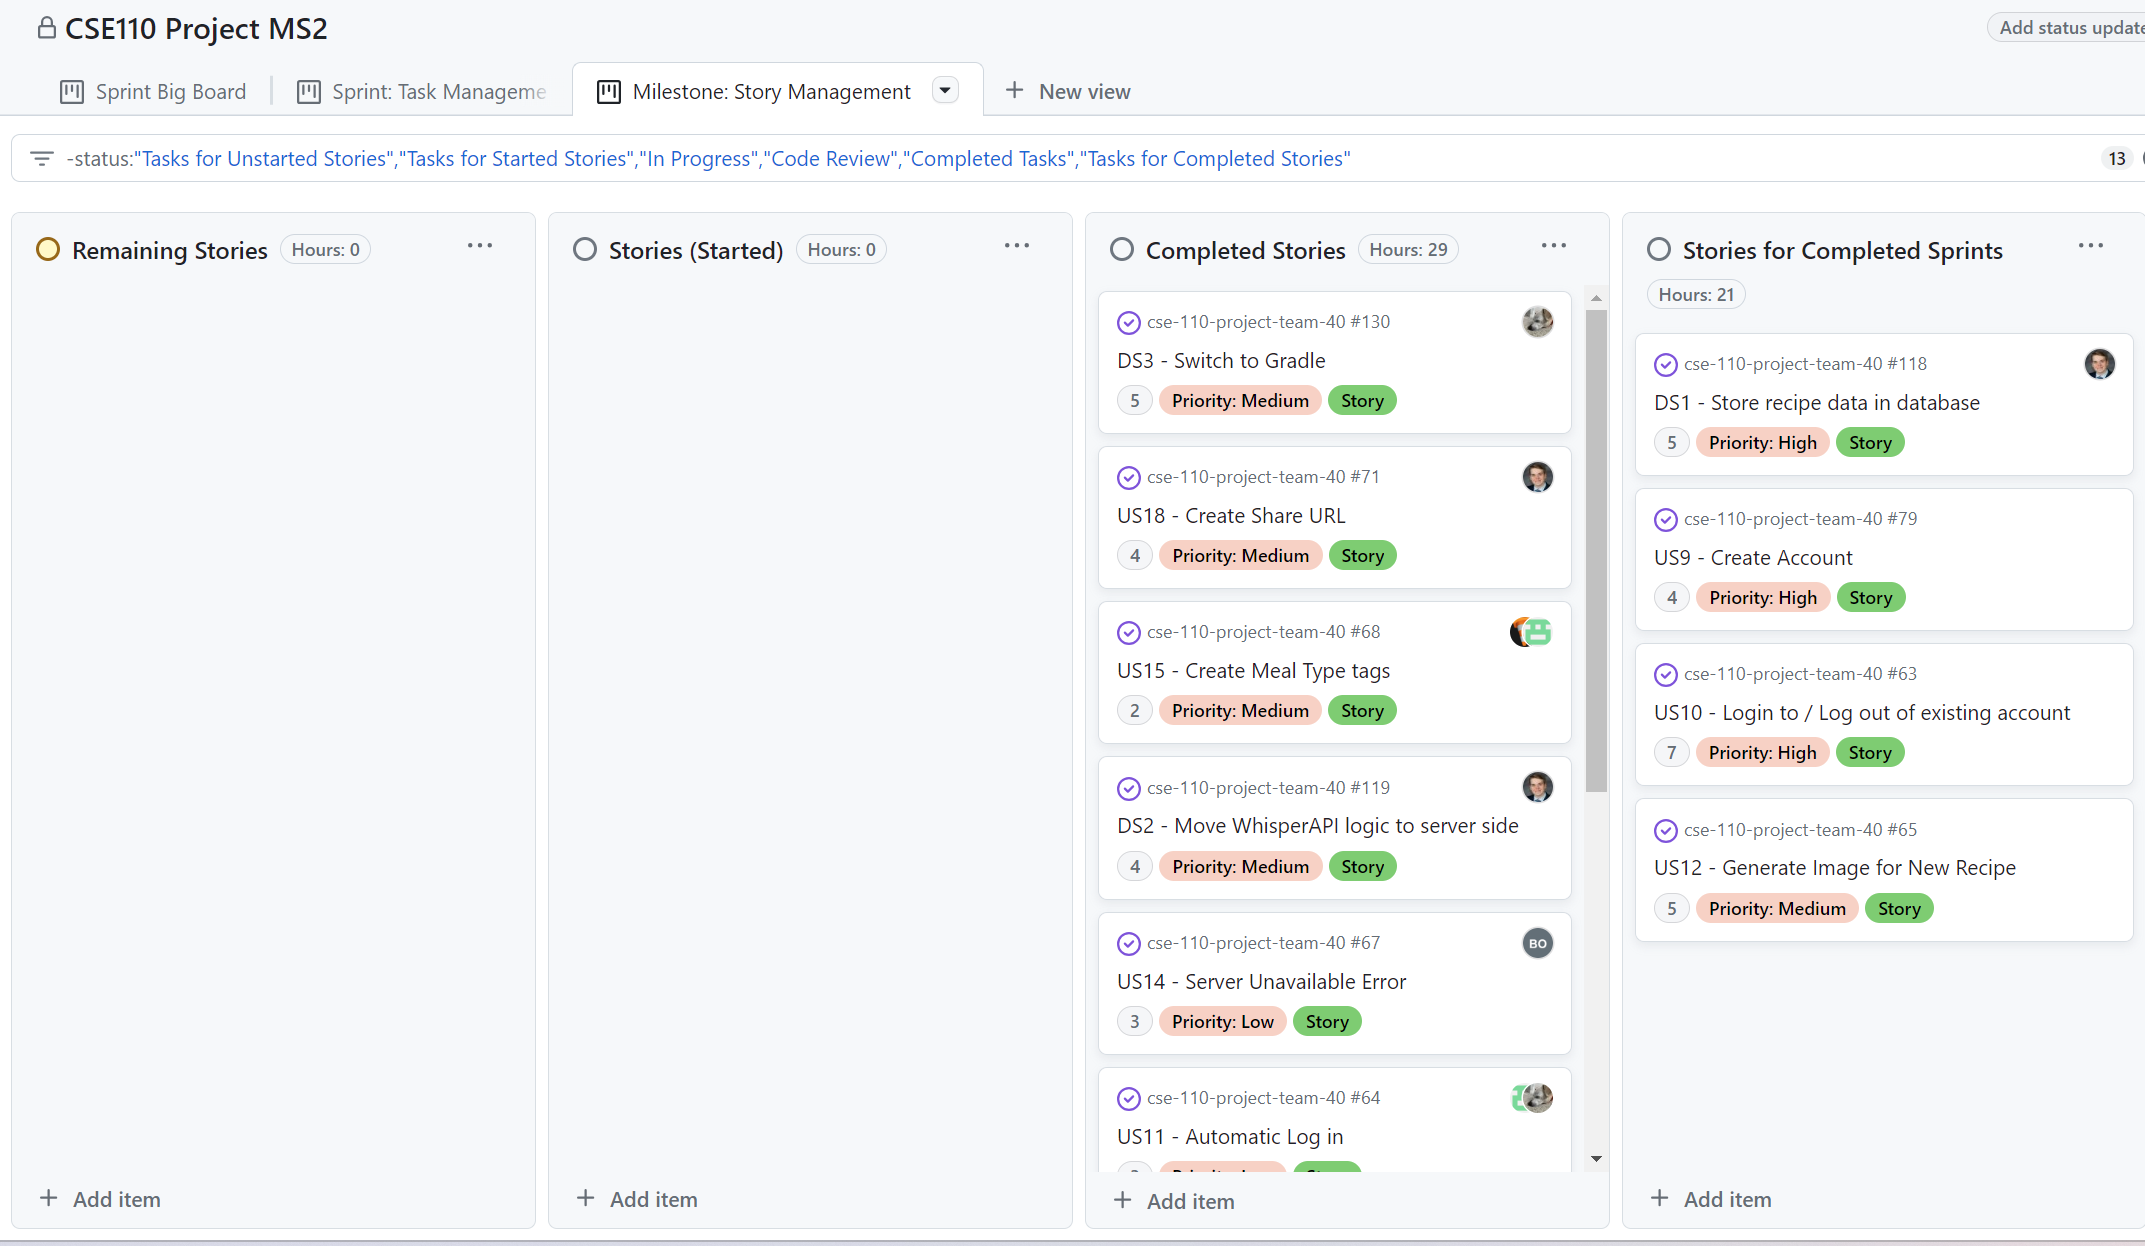 CSE110 Project MS2
Add status update
Sprint Big Board
Sprint: Task Manageme
Milestone: Story Management
New view
-status:"Tasks for Unstarted Stories","Tasks for Started Stories","In Progress","Code Review","Completed Tasks","Tasks for Completed Stories"
13
Remaining Stories Hours: 0
Add item
Stories (Started) Hours: 0
Add item
Completed Stories Hours: 29
cse-110-project-team-40 #130
DS3 - Switch to Gradle
5 Priority: Medium Story
cse-110-project-team-40 #71
US18 - Create Share URL
4 Priority: Medium Story
cse-110-project-team-40 #68
US15 - Create Meal Type tags
2 Priority: Medium Story
cse-110-project-team-40 #119
DS2 - Move WhisperAPI logic to server side
4 Priority: Medium Story
cse-110-project-team-40 #67
BO
US14 - Server Unavailable Error
3 Priority: Low Story
cse-110-project-team-40 #64
US11 - Automatic Log in
Add item
Stories for Completed Sprints
Hours: 21
cse-110-project-team-40 #118
DS1 - Store recipe data in database
5 Priority: High Story
cse-110-project-team-40 #79
US9 - Create Account
4 Priority: High Story
cse-110-project-team-40 #63
US10 - Login to / Log out of existing account
7 Priority: High Story
cse-110-project-team-40 #65
US12 - Generate Image for New Recipe
5 Priority: Medium Story
Add item